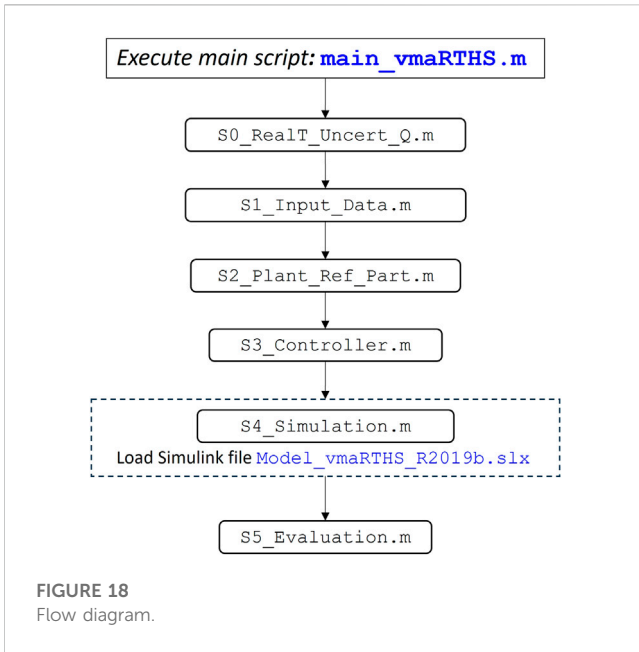 Execute main script: main_vmaRTHS.m
S0_RealT_Uncert_Q.m
S1_Input_Data.m
S2_Plant_Ref_Part.m
S3_Controller.m
S4_Simulation.m
Load Simulink file Model_vmaRTHS_R2019b.slx
S5_Evaluation.m
FIGURE 18
Flow diagram.